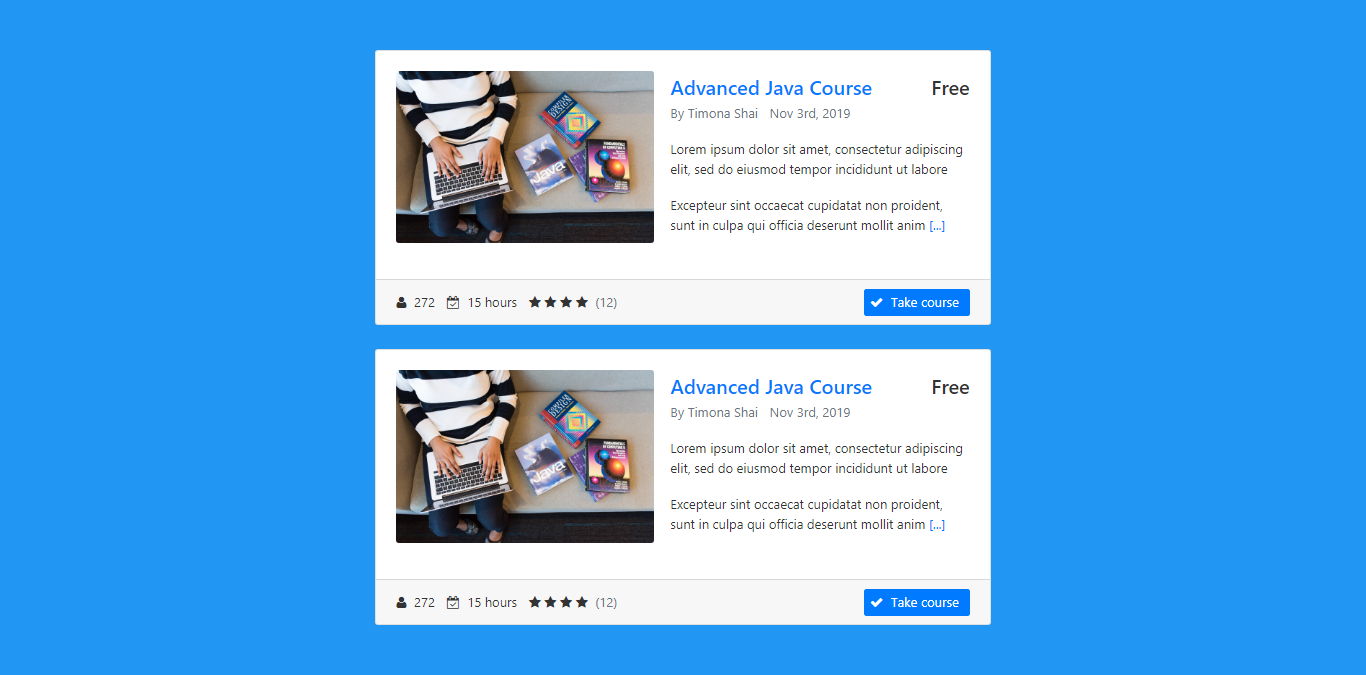 Advanced Java Course Free
By Timona Shai Nov 3rd, 2019
COMPILER DESIGN
Java
Lorem ipsum dolor sit amet, consectetur adipiscing
elit, sed do eiusmod tempor incididunt ut labore
Excepteur sint occaecat cupidatat non proident,
sunt in culpa qui officia deserunt mollit anim [...]
272 15 hours (12) Take course
Advanced Java Course Free
By Timona Shai Nov 3rd, 2019
COMPILER DESIGN
Java
Lorem ipsum dolor sit amet, consectetur adipiscing
elit, sed do eiusmod tempor incididunt ut labore
Excepteur sint occaecat cupidatat non proident,
sunt in culpa qui officia deserunt mollit anim [...]
272 15 hours (12) Take course